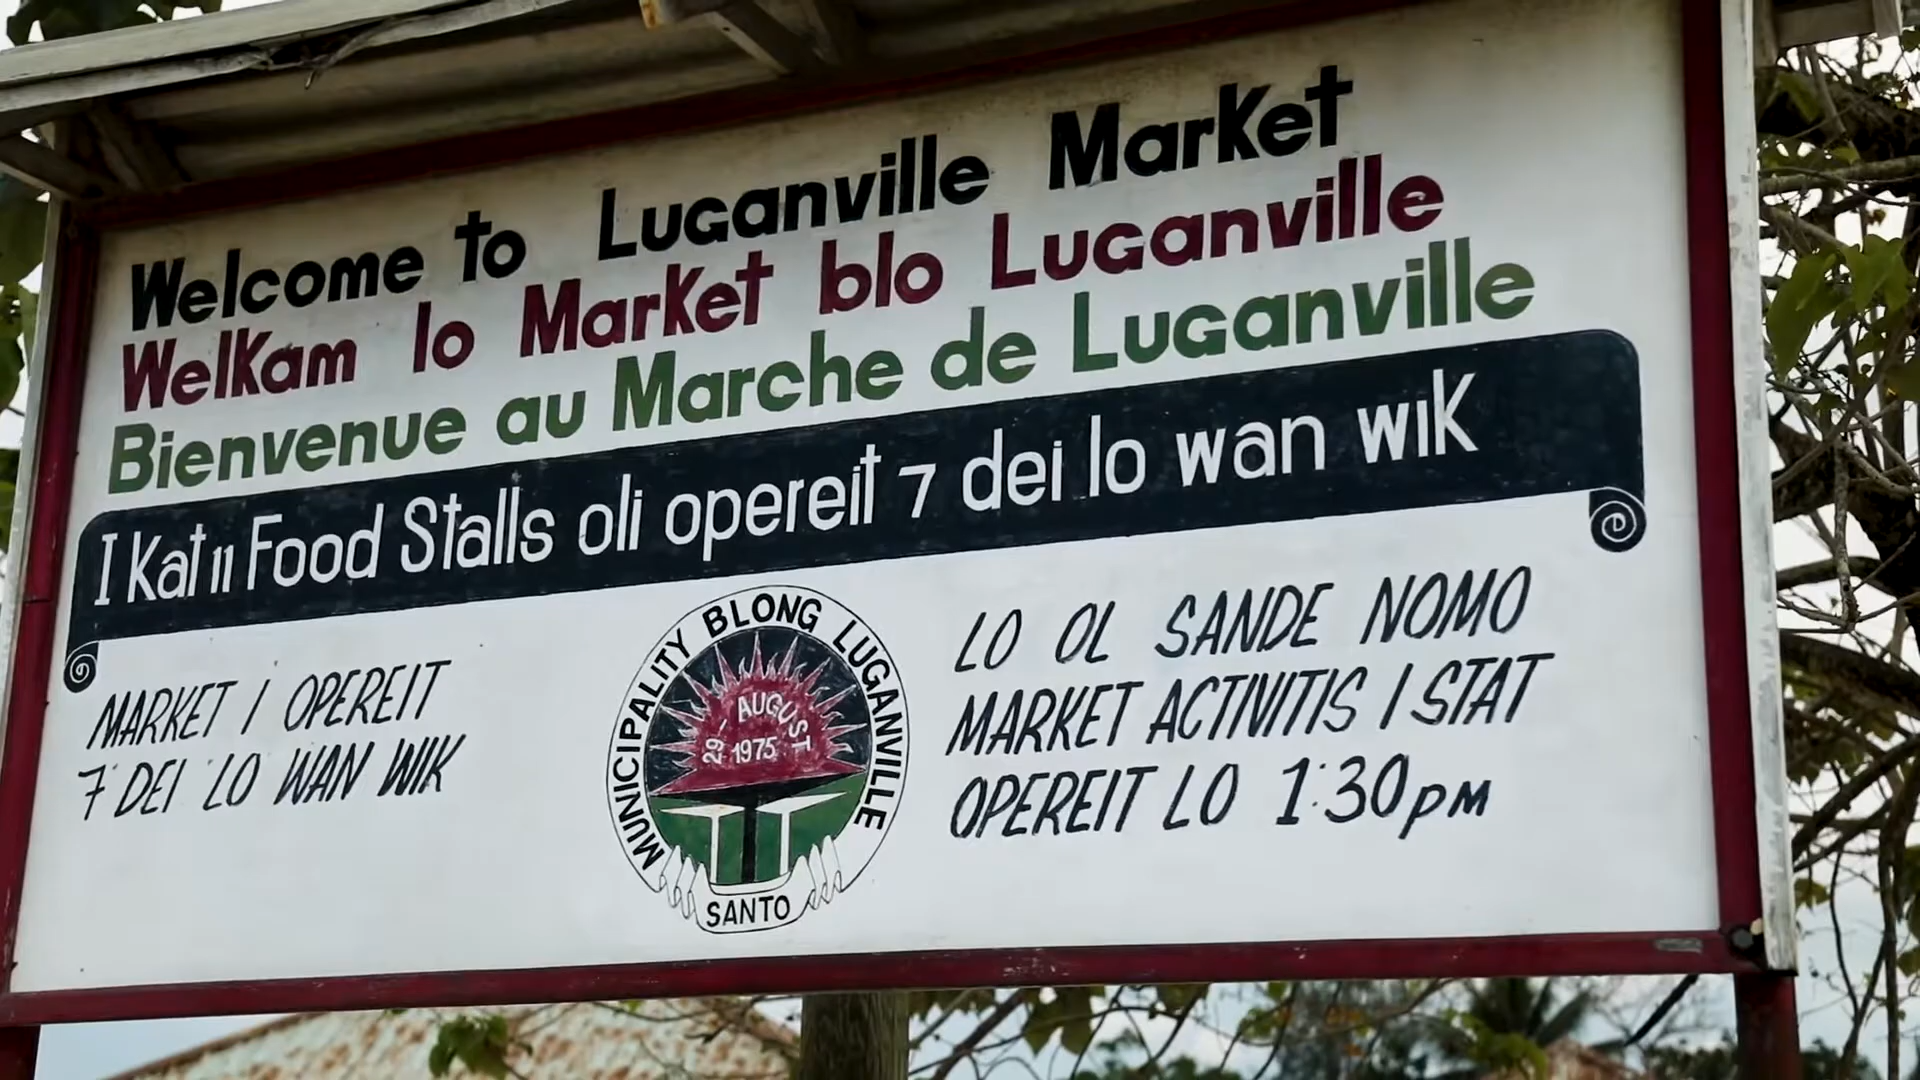 Welcome to Luganville Market
Welkam lo Market blo Luganville
Bienvenue au Marche de Luganville
I Kat 11 Food Stalls oli opereit 7 dei lo wan wik
MARKET I OPEREIT
7 DEI LO WAN WIK
MUNICIPALITY BLONG LUGANVILLE
29 - AUGUST
1975
SANTO
LO OL SANDE NOMO
MARKET ACTIVITIS I STAT
OPEREIT LO 1:30 PM